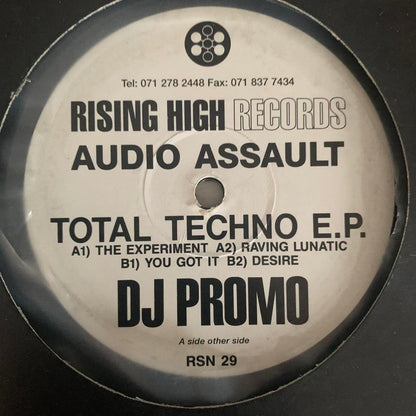 Tel: 071 278 2448 Fax: 071 837 7434
RISING HIGH RECORDS
AUDIO ASSAULT
TOTAL TECHNO E.P.
A1) THE EXPERIMENT A2) RAVING LUNATIC
B1) YOU GOT IT B2) DESIRE
DJ PROMO
A side other side
RSN 29